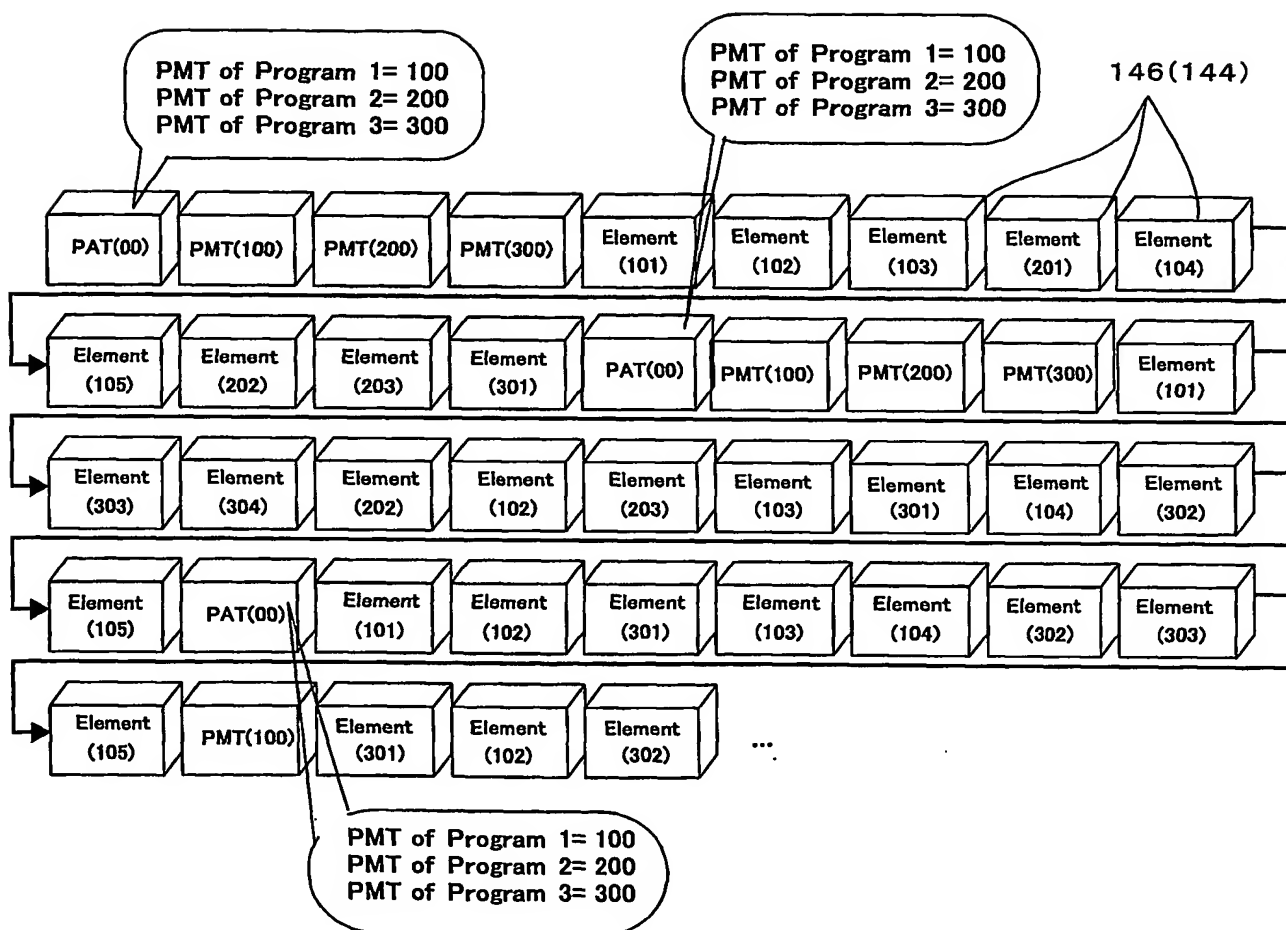 PMT of Program 1= 100
PMT of Program 2= 200
PMT of Program 3= 300
PMT of Program 1= 100
PMT of Program 2= 200
PMT of Program 3= 300
146(144)
PAT(00) PMT(100) PMT(200) PMT(300) Element (101) Element (102) Element (103) Element (201) Element (104)
Element (105) Element (202) Element (203) Element (301) PAT(00) PMT(100) PMT(200) PMT(300) Element (101)
Element (303) Element (304) Element (202) Element (102) Element (203) Element (103) Element (301) Element (104) Element (302)
Element (105) PAT(00) Element (101) Element (102) Element (301) Element (103) Element (104) Element (302) Element (303)
Element (105) PMT(100) Element (301) Element (102) Element (302) ...
PMT of Program 1= 100
PMT of Program 2= 200
PMT of Program 3= 300